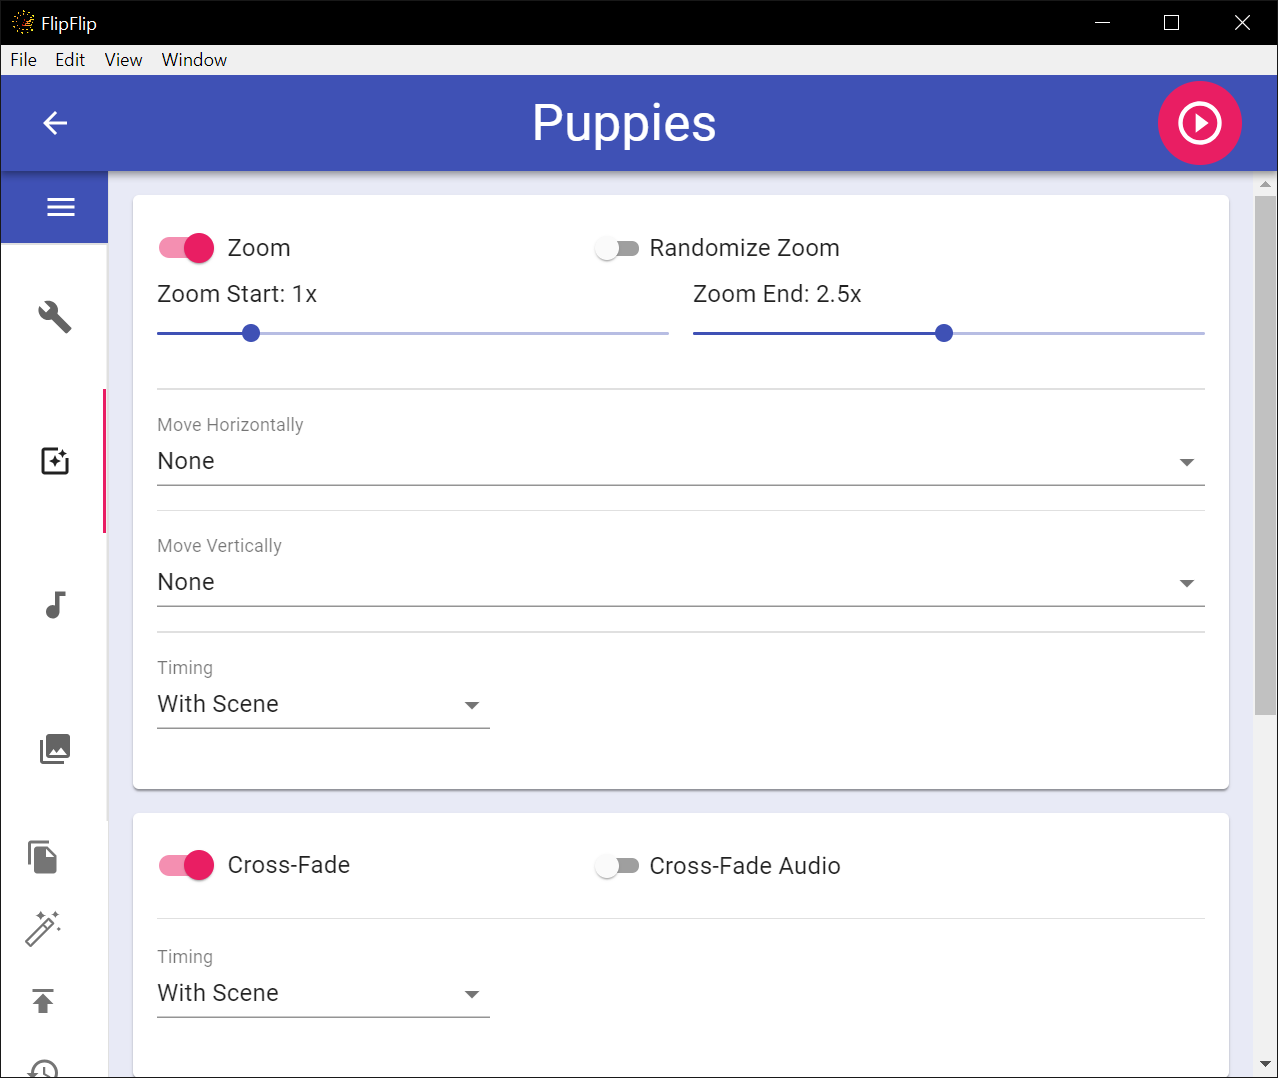 FlipFlip
File Edit View Window
Puppies
Zoom Randomize Zoom
Zoom Start: 1x Zoom End: 2.5x
Move Horizontally
None
Move Vertically
None
Timing
With Scene
Cross-Fade Cross-Fade Audio
Timing
With Scene